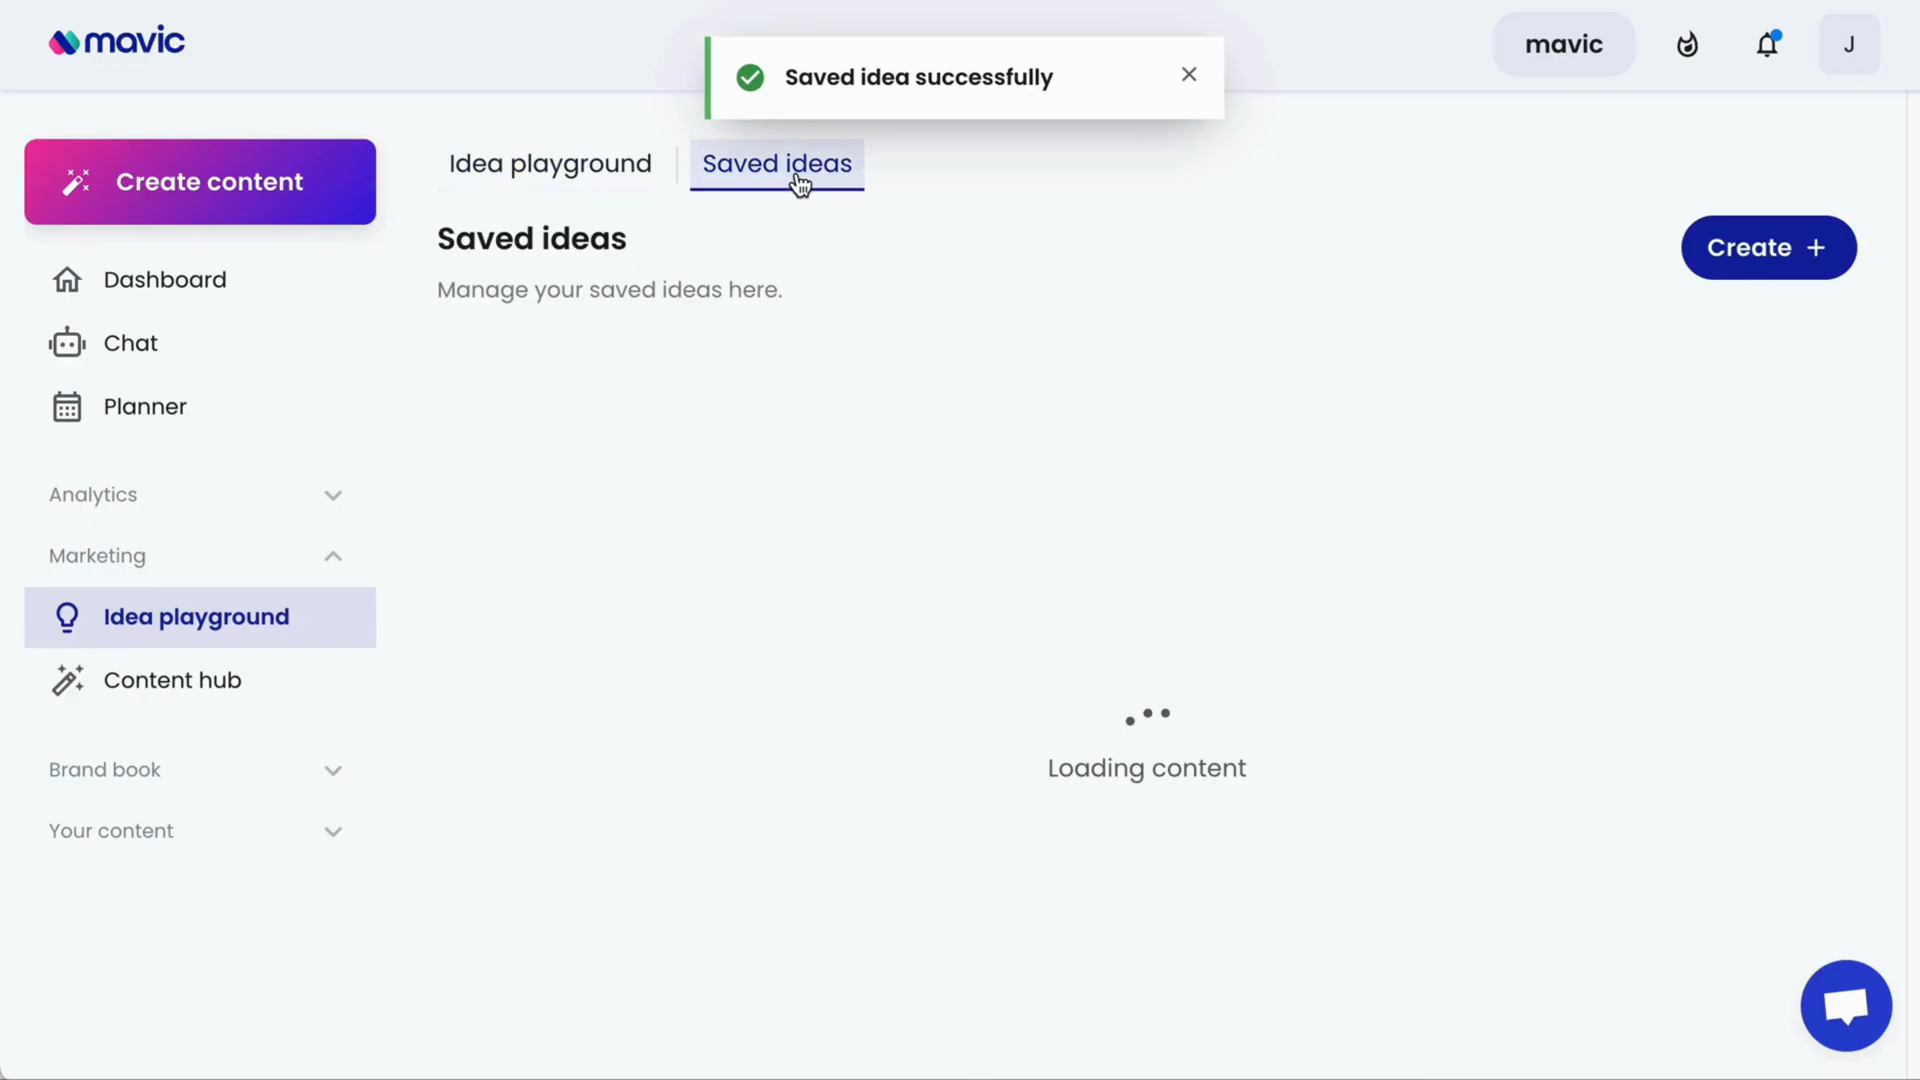 mavic
Saved idea successfully
mavic
J
Create content
Idea playground
Saved ideas
Saved ideas
Create +
Manage your saved ideas here.
Dashboard
Chat
Planner
Analytics
Marketing
Idea playground
Content hub
Brand book
Your content
Loading content